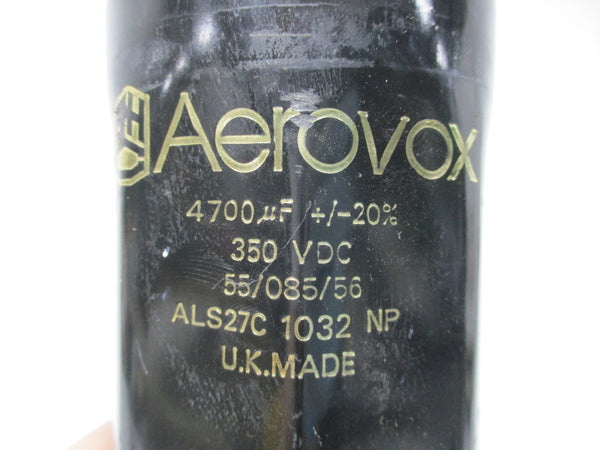 Aerovox
4700µF +/-20%
350 VDC
55/085/56
ALS27C 1032 NP
U.K.MADE